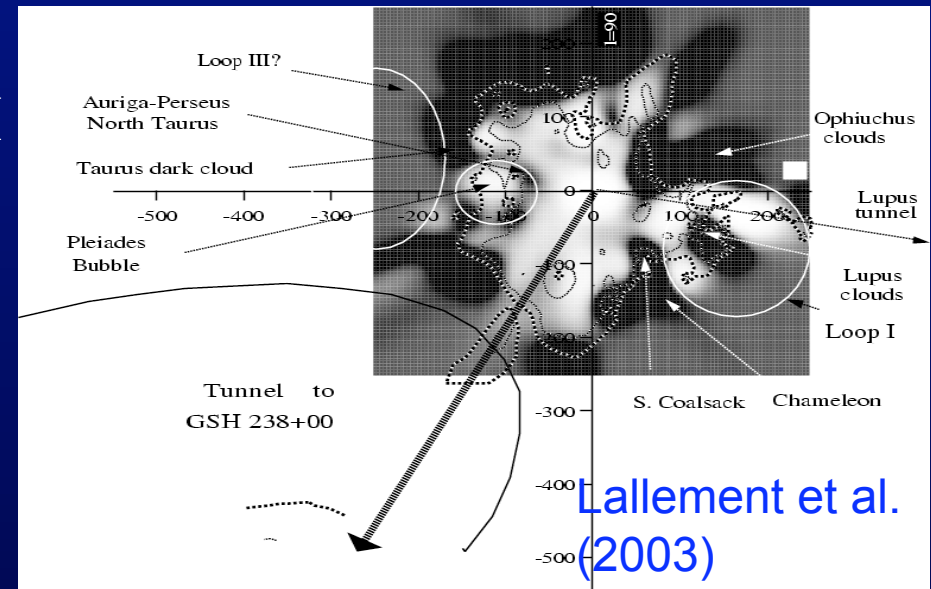 l=90
Loop III?
Auriga-Perseus
North Taurus
Taurus dark cloud
Pleiades
Bubble
Ophiuchus
clouds
Lupus
tunnel
Lupus
clouds
Loop I
S. Coalsack
Chameleon
Tunnel to
GSH 238+00
200
100
0
-500
-400
-300
-200
-100
0
100
200
-100
-200
-300
-400
-500
Lallement et al.
(2003)